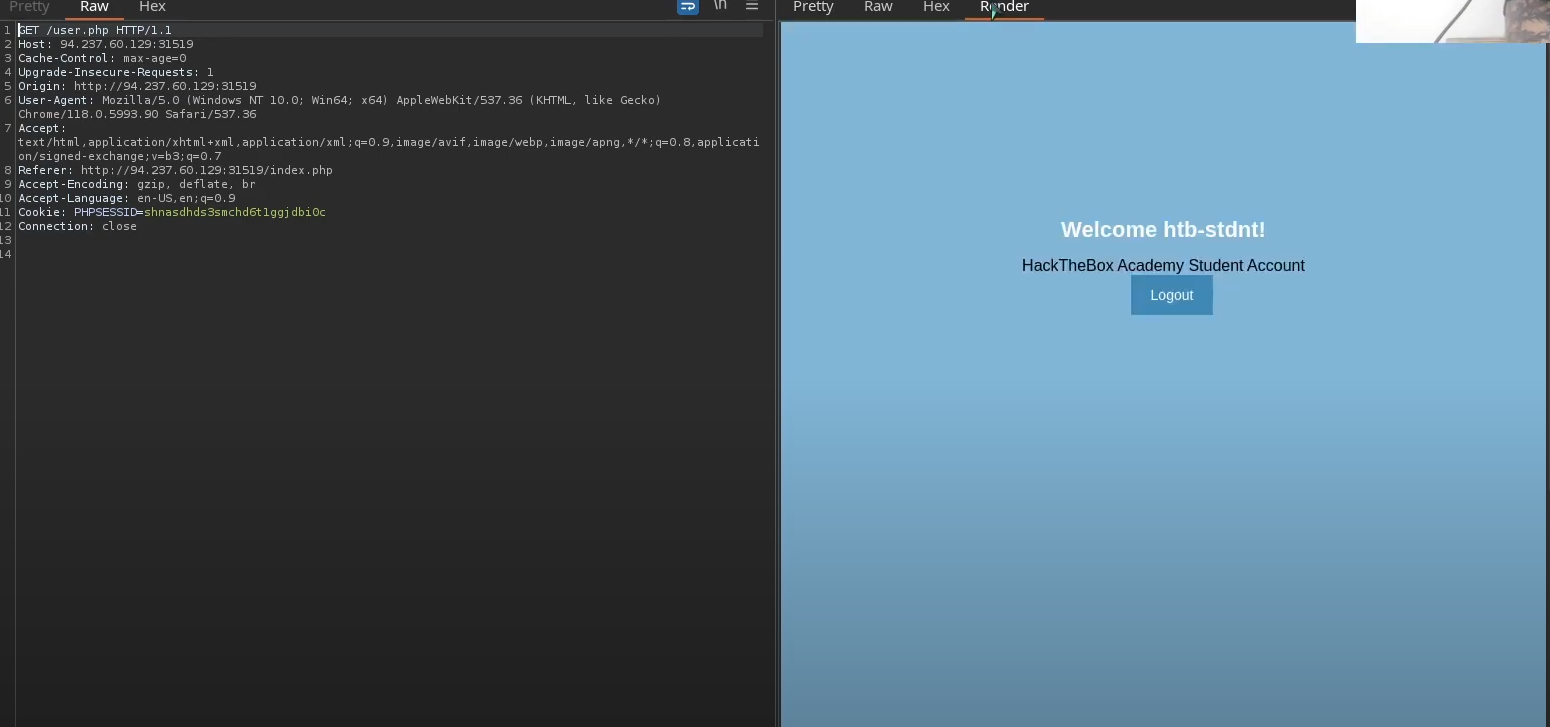 Pretty Raw Hex \n
1 GET /user.php HTTP/1.1
2 Host: 94.237.60.129:31519
3 Cache-Control: max-age=0
4 Upgrade-Insecure-Requests: 1
5 Origin: http://94.237.60.129:31519
6 User-Agent: Mozilla/5.0 (Windows NT 10.0; Win64; x64) AppleWebKit/537.36 (KHTML, like Gecko)
Chrome/118.0.5993.90 Safari/537.36
7 Accept:
text/html,application/xhtml+xml,application/xml;q=0.9,image/avif,image/webp,image/apng,*/*;q=0.8,applicati
on/signed-exchange;v=b3;q=0.7
8 Referer: http://94.237.60.129:31519/index.php
9 Accept-Encoding: gzip, deflate, br
10 Accept-Language: en-US,en;q=0.9
11 Cookie: PHPSESSID=shnasdhds3smchd6t1ggjdbi0c
12 Connection: close
13
14
Pretty Raw Hex Render
Welcome htb-stdnt!
HackTheBox Academy Student Account
Logout